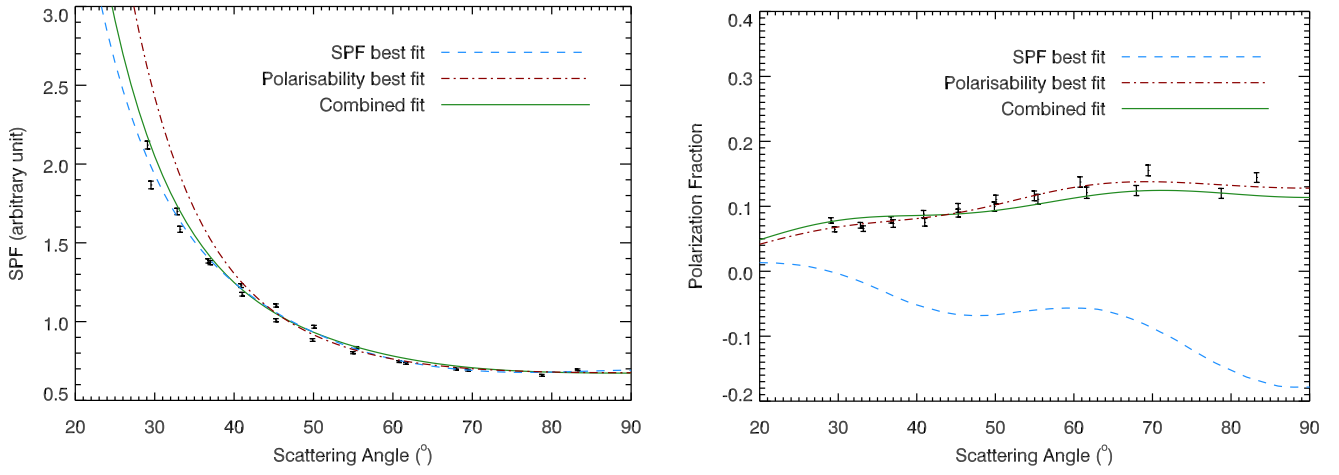 3.0
2.5
2.0
1.5
1.0
0.5
SPF (arbitrary unit)
SPF best fit
Polarisability best fit
Combined fit
20 30 40 50 60 70 80 90
Scattering Angle (°)
0.4
0.3
0.2
0.1
0.0
-0.1
-0.2
Polarization Fraction
SPF best fit
Polarisability best fit
Combined fit
20 30 40 50 60 70 80 90
Scattering Angle (°)